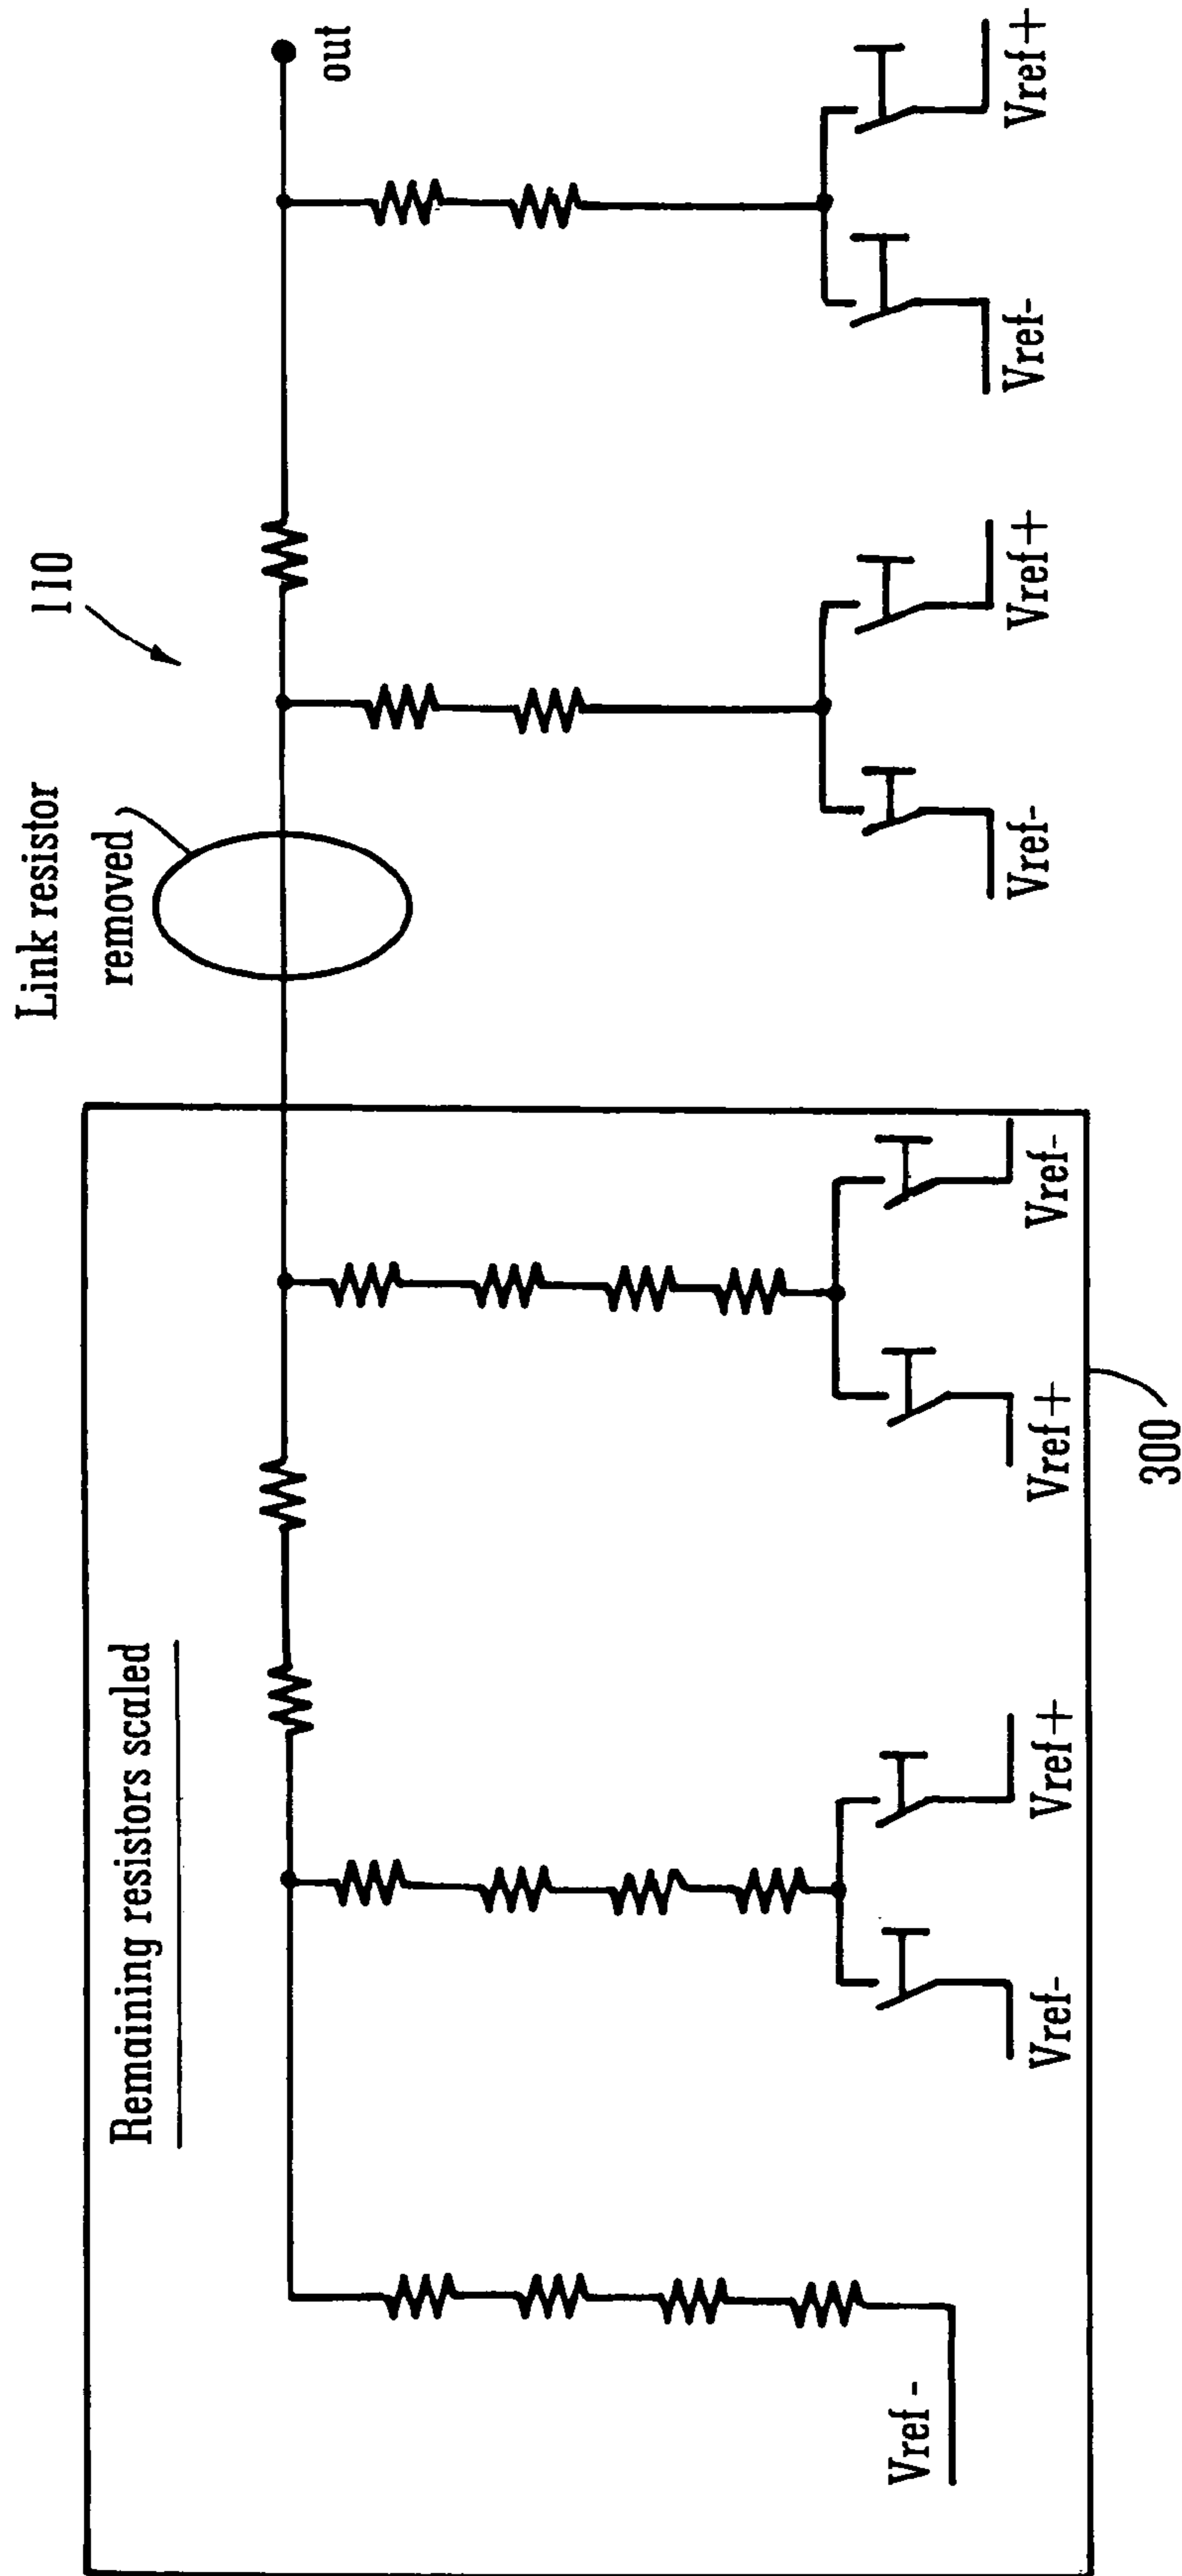 110
Link resistor
removed
out
Remaining resistors scaled
Vref -
Vref-
Vref+
Vref+
Vref-
Vref-
Vref+
Vref-
Vref+
300